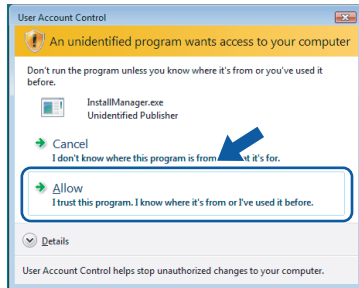 User Account Control
An unidentified program wants access to your computer
Don't run the program unless you know where it's from or you've used it
before.
InstallManager.exe
Unidentified Publisher
Cancel
I don't know where this program is from it's for.
Allow
I trust this program. I know where it's from or I've used it before.
Details
User Account Control helps stop unauthorized changes to your computer.